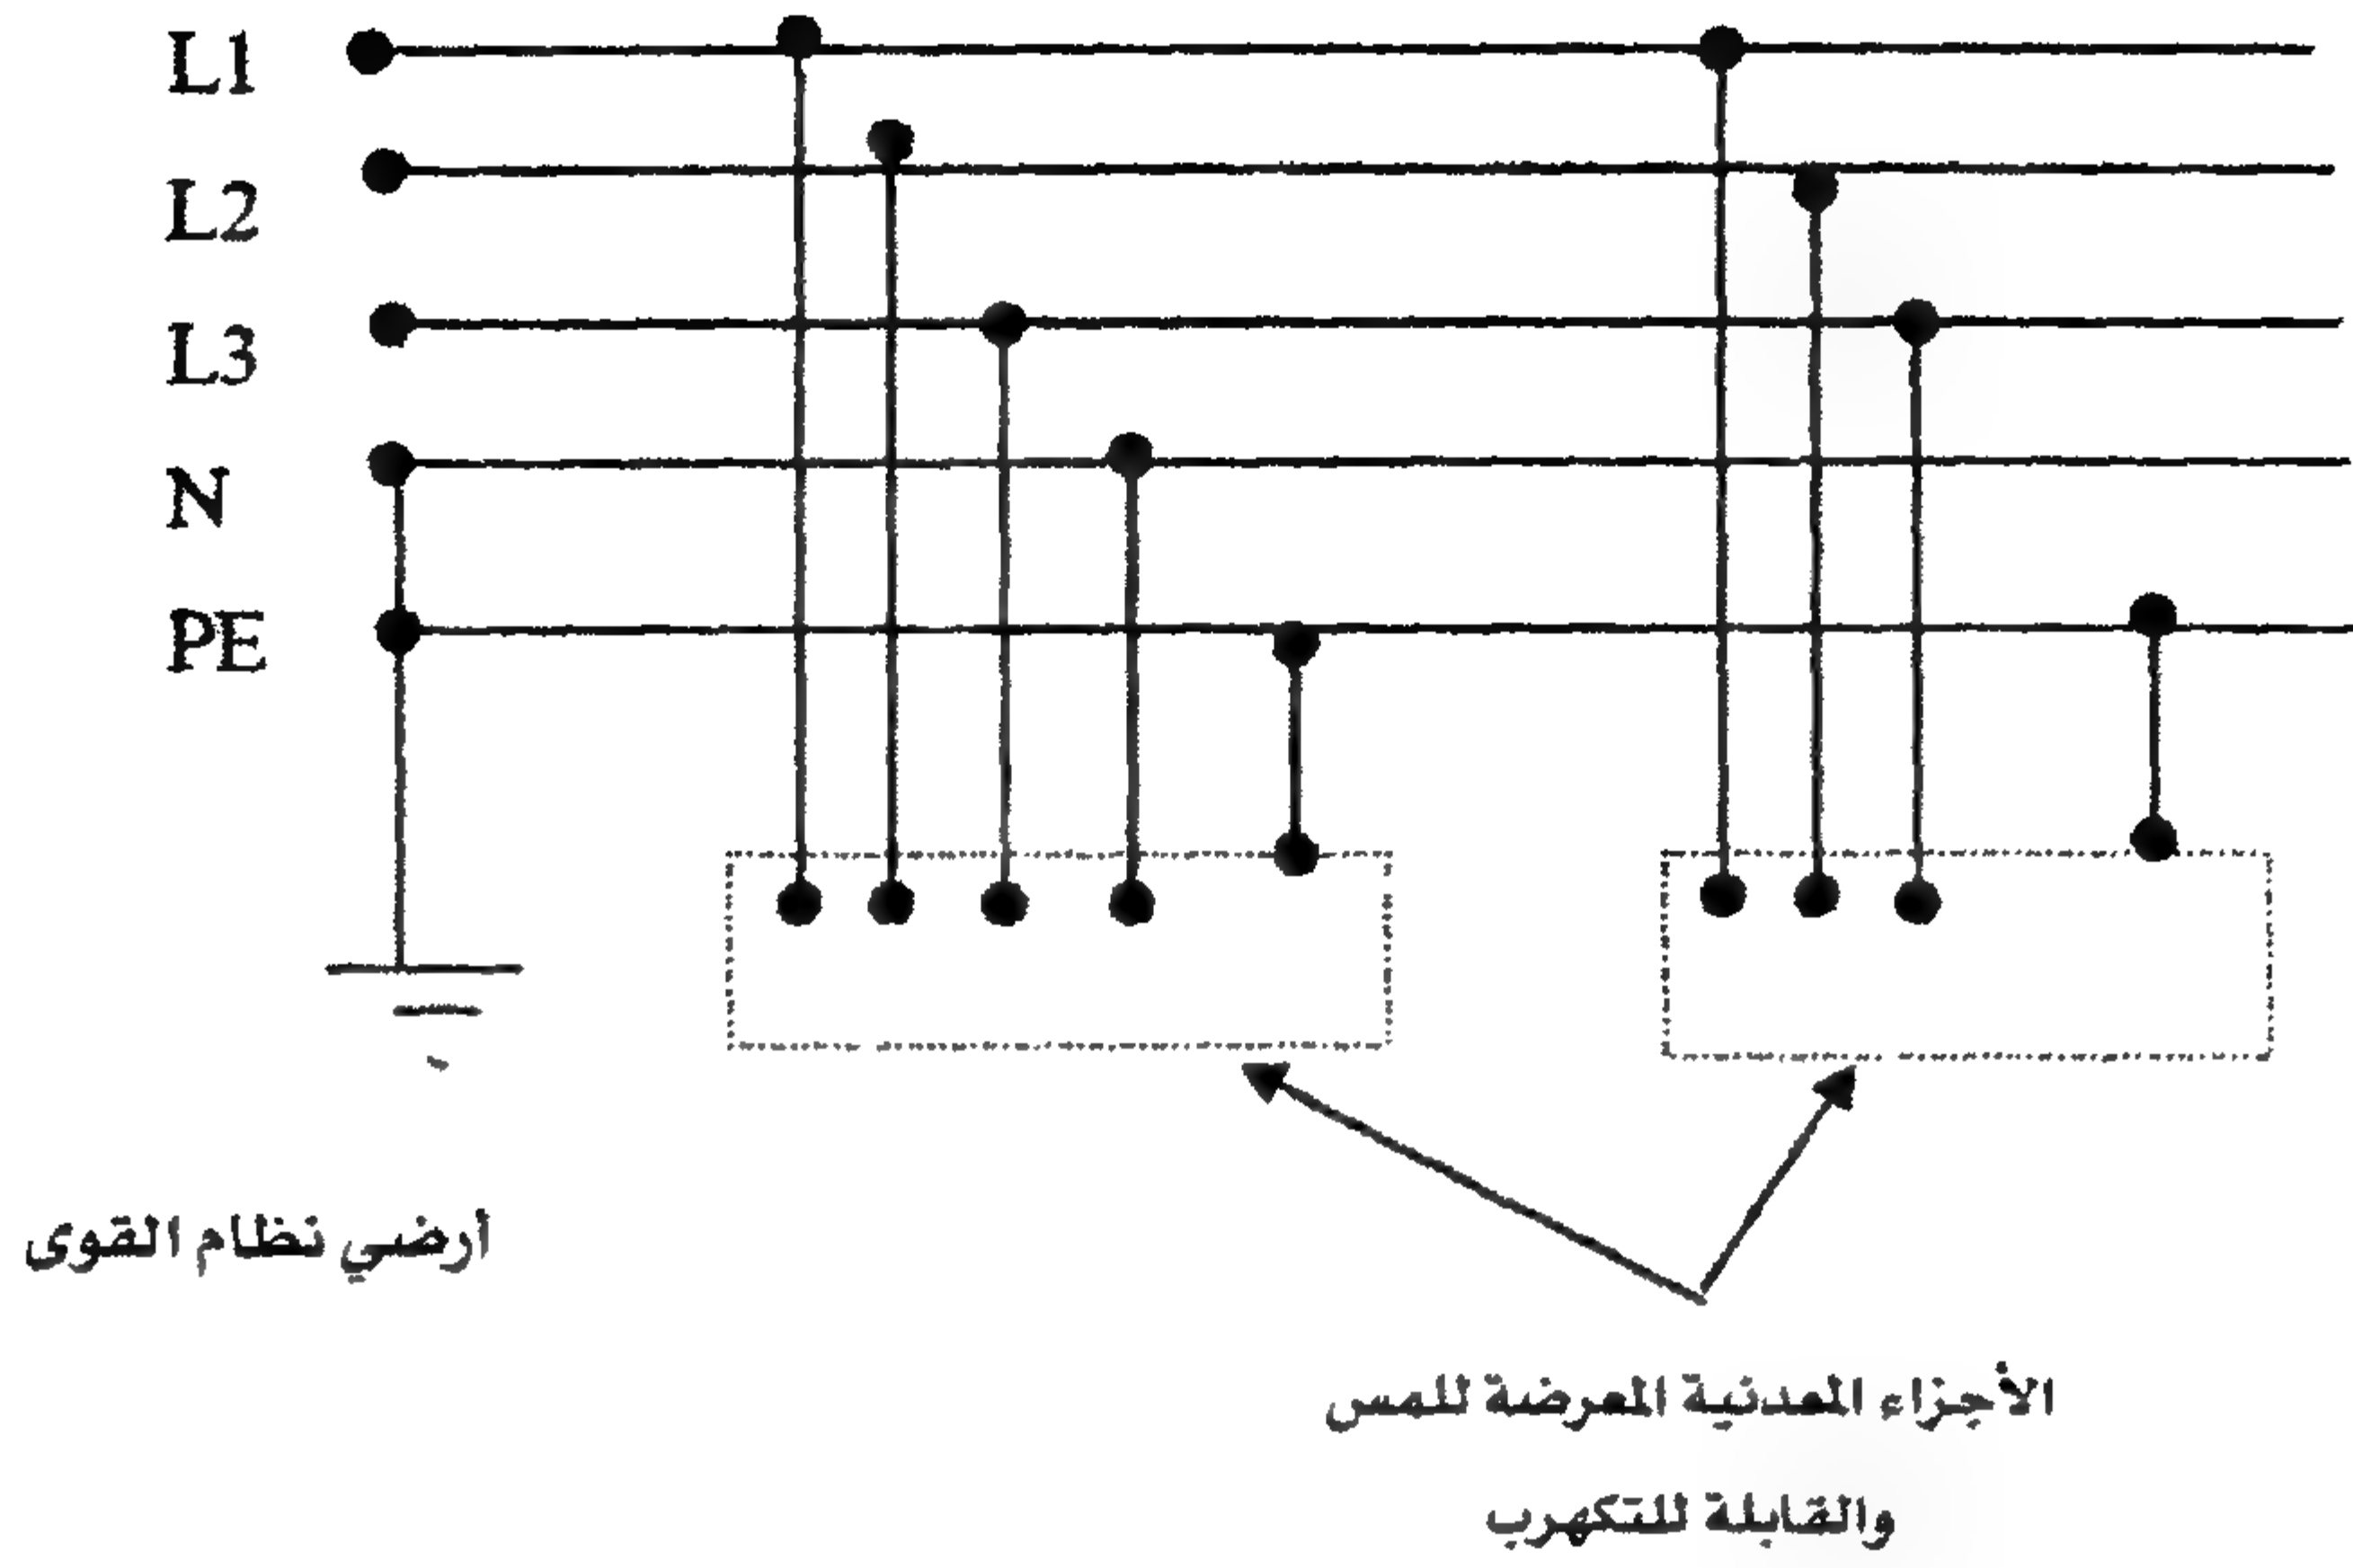 L1
L2
L3
N
PE
أرضي نظام القوى
الأجزاء المعدنية المعرضة للمس
والقابلة للتكهرب